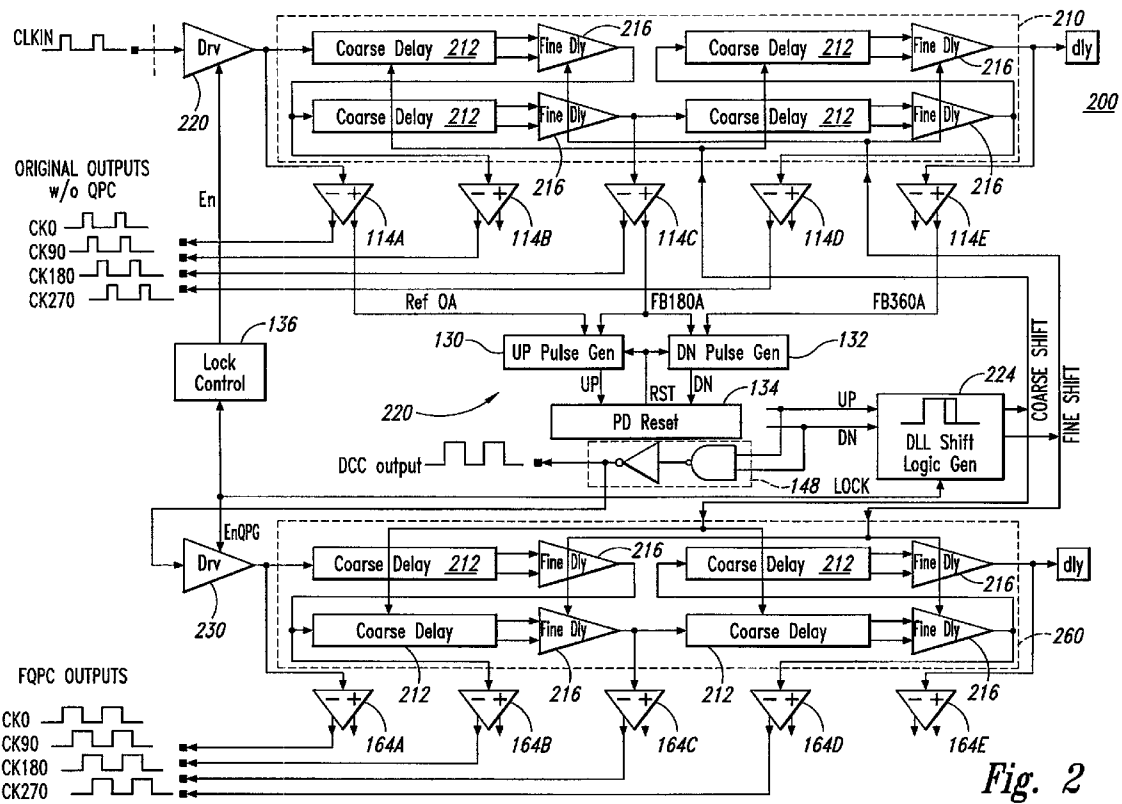 CLKIN
Drv
220
Coarse Delay 212
Fine Dly
216
Coarse Delay 212
Fine Dly
216
210
dly
200
Coarse Delay 212
Fine Dly
216
Coarse Delay 212
Fine Dly
216
ORIGINAL OUTPUTS
w/o QPC
En
CK0
CK90
CK180
CK270
- +
114A
- +
114B
- +
114C
- +
114D
- +
114E
Ref 0A
FB180A
FB360A
136
Lock
Control
130
UP Pulse Gen
DN Pulse Gen
132
UP
RST
DN
134
220
PD Reset
UP
DN
224
DLL Shift
Logic Gen
COARSE SHIFT
FINE SHIFT
DCC output
148
LOCK
EnQPG
Drv
230
Coarse Delay 212
Fine Dly
216
Coarse Delay 212
Fine Dly
216
dly
Coarse Delay
212
Fine Dly
216
Coarse Delay
212
Fine Dly
216
260
FQPC OUTPUTS
CK0
CK90
CK180
CK270
- +
164A
- +
164B
- +
164C
- +
164D
- +
164E
Fig. 2